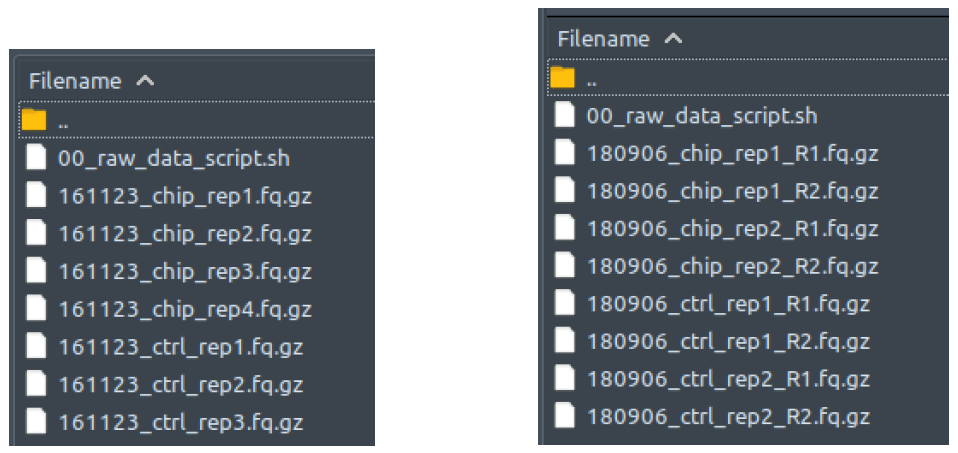 Filename
..
00_raw_data_script.sh
161123_chip_rep1.fq.gz
161123_chip_rep2.fq.gz
161123_chip_rep3.fq.gz
161123_chip_rep4.fq.gz
161123_ctrl_rep1.fq.gz
161123_ctrl_rep2.fq.gz
161123_ctrl_rep3.fq.gz
Filename
..
00_raw_data_script.sh
180906_chip_rep1_R1.fq.gz
180906_chip_rep1_R2.fq.gz
180906_chip_rep2_R1.fq.gz
180906_chip_rep2_R2.fq.gz
180906_ctrl_rep1_R1.fq.gz
180906_ctrl_rep1_R2.fq.gz
180906_ctrl_rep2_R1.fq.gz
180906_ctrl_rep2_R2.fq.gz